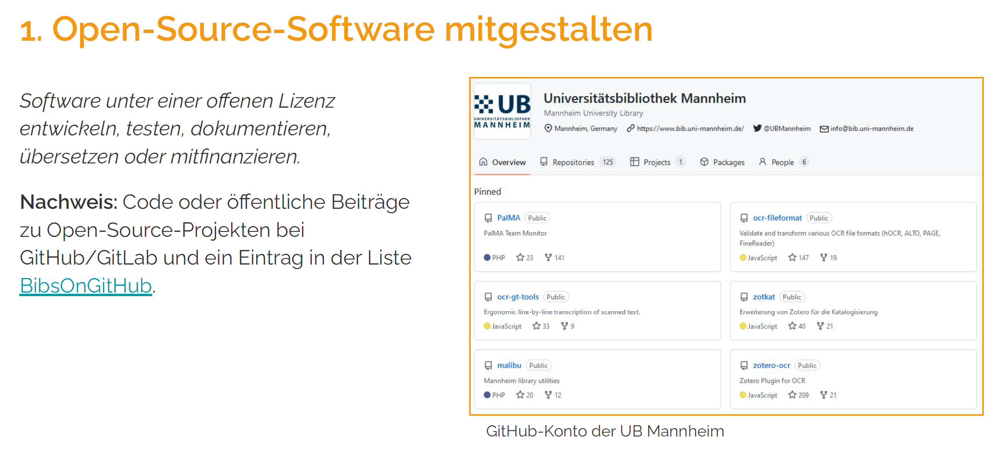 1. Open-Source-Software mitgestalten
Software unter einer offenen Lizenz
entwickeln, testen, dokumentieren,
übersetzen oder mitfinanzieren.
Nachweis: Code oder öffentliche Beiträge
zu Open-Source-Projekten bei
GitHub/GitLab und ein Eintrag in der Liste
BibsOnGitHub.
UB
UNIVERSITÄTSBIBLIOTHEK
MANNHEIM
Universitätsbibliothek Mannheim
Mannheim University Library
Mannheim, Germany https://www.bib.uni-mannheim.de/ @UBMannheim info@bib.uni-mannheim.de
Overview Repositories 125 Projects 1 Packages People 6
Pinned
PalMA Public
PalMA Team Monitor
PHP 23 141
ocr-fileformat Public
Validate and transform various OCR file formats (hOCR, ALTO, PAGE,
FineReader)
JavaScript 147 19
ocr-gt-tools Public
Ergonomic line-by-line transcription of scanned text.
JavaScript 33 9
zotkat Public
Erweiterung von Zotero für die Katalogisierung
JavaScript 40 21
malibu Public
Mannheim library utilities
PHP 20 12
zotero-ocr Public
Zotero Plugin for OCR
JavaScript 209 21
GitHub-Konto der UB Mannheim